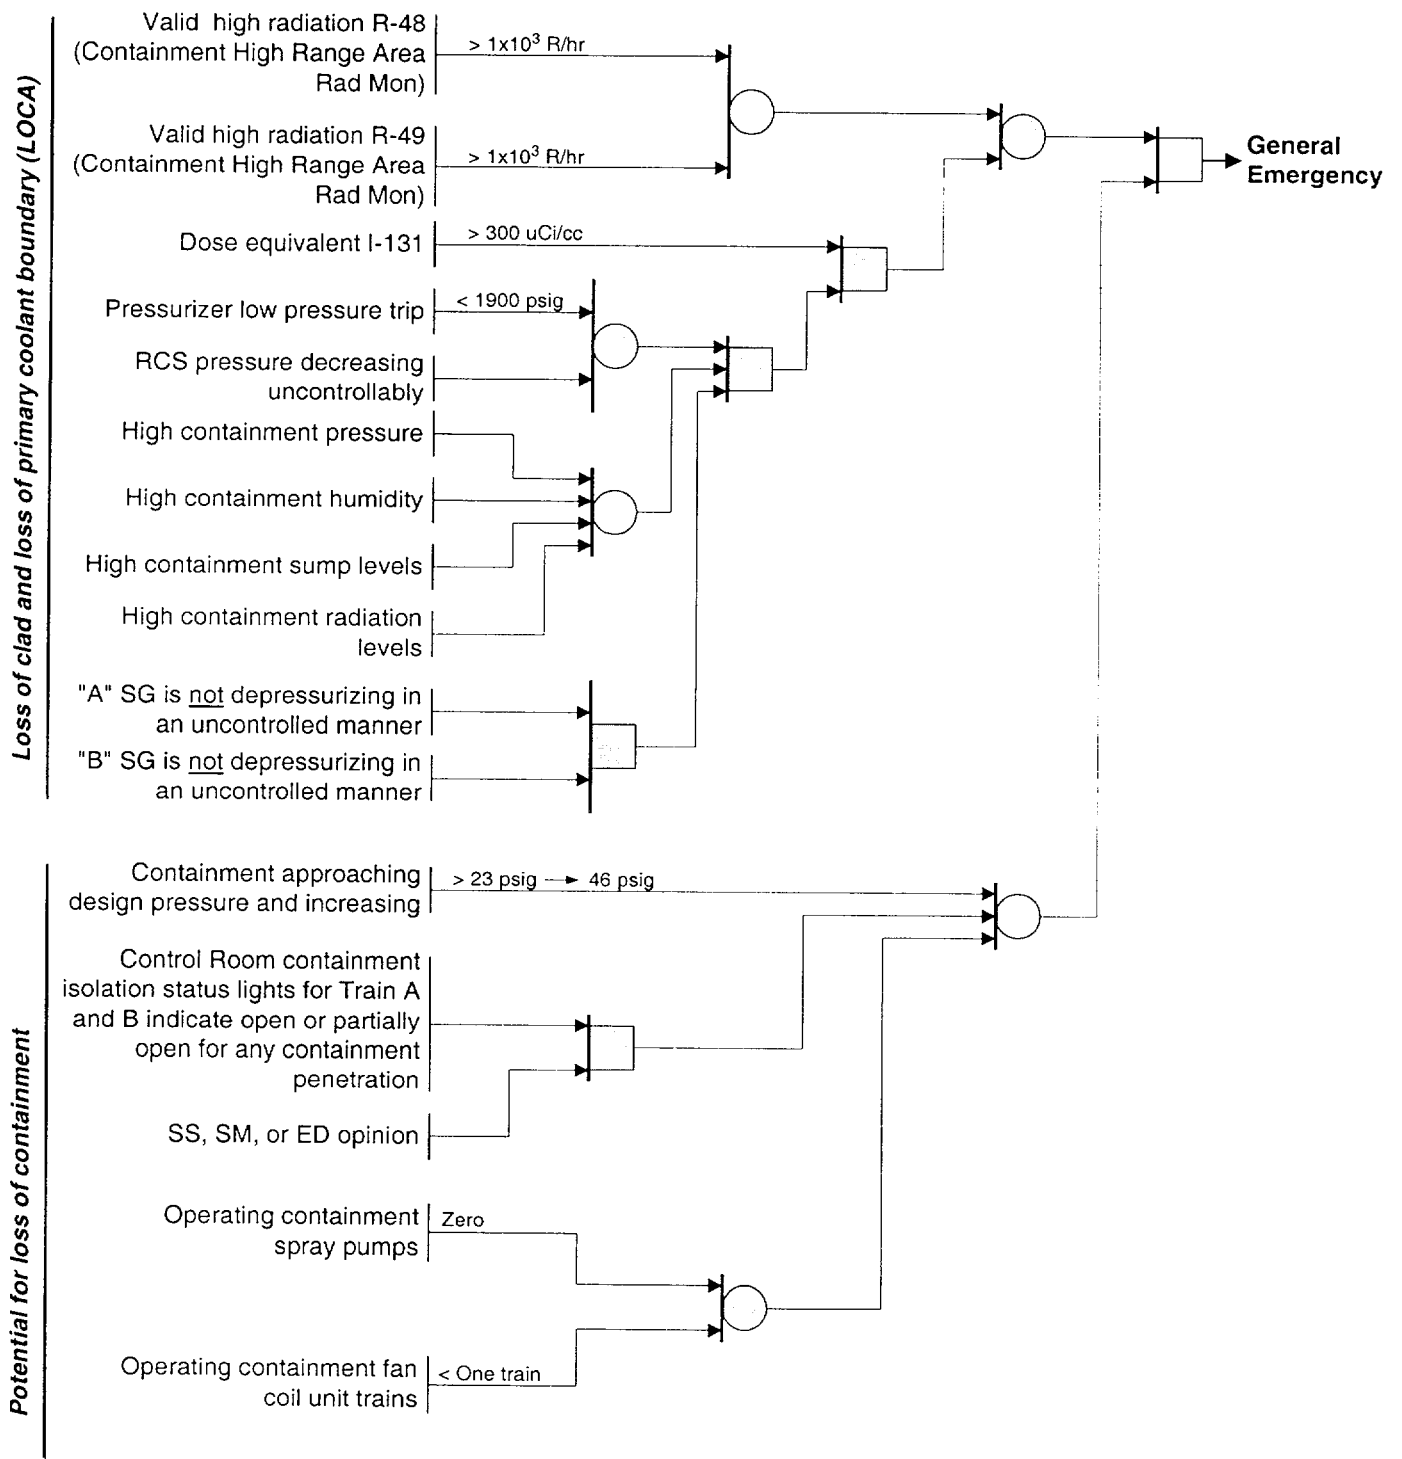 Loss of clad and loss of primary coolant boundary (LOCA)
Valid high radiation R-48
(Containment High Range Area
Rad Mon)
> 1x10³ R/hr
Valid high radiation R-49
(Containment High Range Area
Rad Mon)
> 1x10³ R/hr
General
Emergency
Dose equivalent I-131
> 300 uCi/cc
Pressurizer low pressure trip
< 1900 psig
RCS pressure decreasing
uncontrollably
High containment pressure
High containment humidity
High containment sump levels
High containment radiation
levels
"A" SG is not depressurizing in
an uncontrolled manner
"B" SG is not depressurizing in
an uncontrolled manner
Potential for loss of containment
Containment approaching
design pressure and increasing
> 23 psig → 46 psig
Control Room containment
isolation status lights for Train A
and B indicate open or partially
open for any containment
penetration
SS, SM, or ED opinion
Operating containment
spray pumps
Zero
Operating containment fan
coil unit trains
< One train